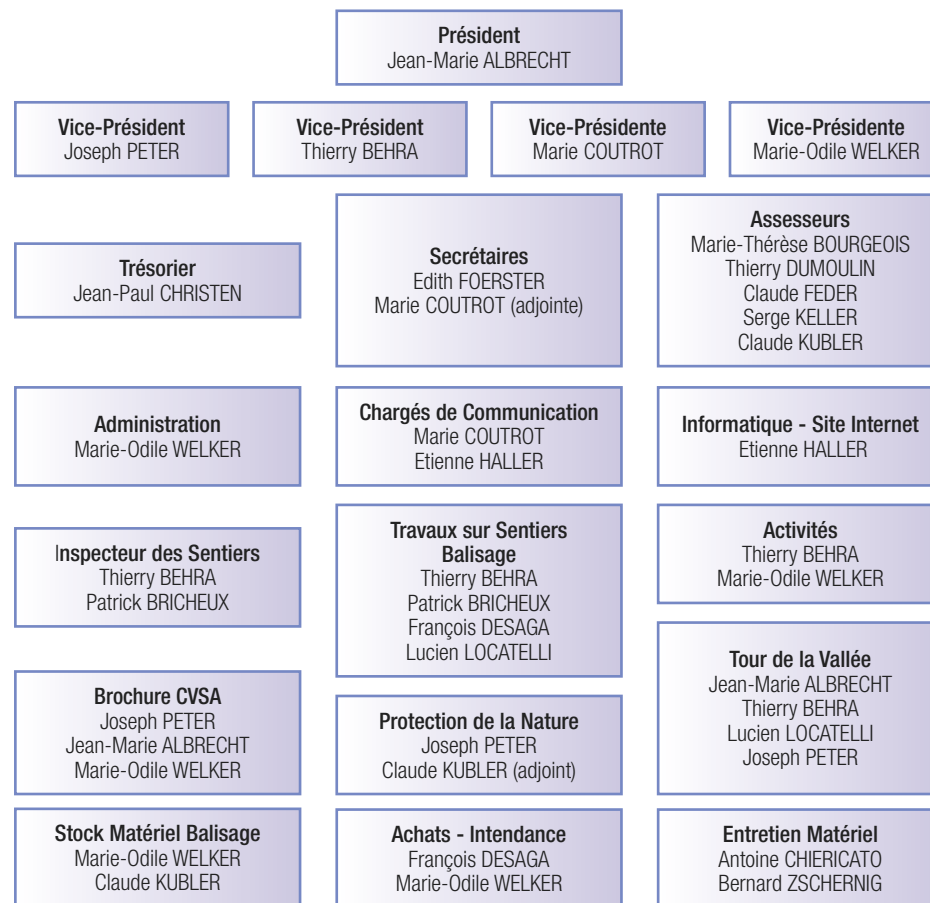 Président
Jean-Marie ALBRECHT
Vice-Président
Joseph PETER
Vice-Président
Thierry BEHRA
Vice-Présidente
Marie COUTROT
Vice-Présidente
Marie-Odile WELKER
Trésorier
Jean-Paul CHRISTEN
Secrétaires
Edith FOERSTER
Marie COUTROT (adjointe)
Assesseurs
Marie-Thérèse BOURGEOIS
Thierry DUMOULIN
Claude FEDER
Serge KELLER
Claude KUBLER
Administration
Marie-Odile WELKER
Chargés de Communication
Marie COUTROT
Etienne HALLER
Informatique - Site Internet
Etienne HALLER
Inspecteur des Sentiers
Thierry BEHRA
Patrick BRICHEUX
Travaux sur Sentiers
Balisage
Thierry BEHRA
Patrick BRICHEUX
François DESAGA
Lucien LOCATELLI
Activités
Thierry BEHRA
Marie-Odile WELKER
Brochure CVSA
Joseph PETER
Jean-Marie ALBRECHT
Marie-Odile WELKER
Protection de la Nature
Joseph PETER
Claude KUBLER (adjoint)
Tour de la Vallée
Jean-Marie ALBRECHT
Thierry BEHRA
Lucien LOCATELLI
Joseph PETER
Stock Matériel Balisage
Marie-Odile WELKER
Claude KUBLER
Achats - Intendance
François DESAGA
Marie-Odile WELKER
Entretien Matériel
Antoine CHIERICATO
Bernard ZSCHERNIG